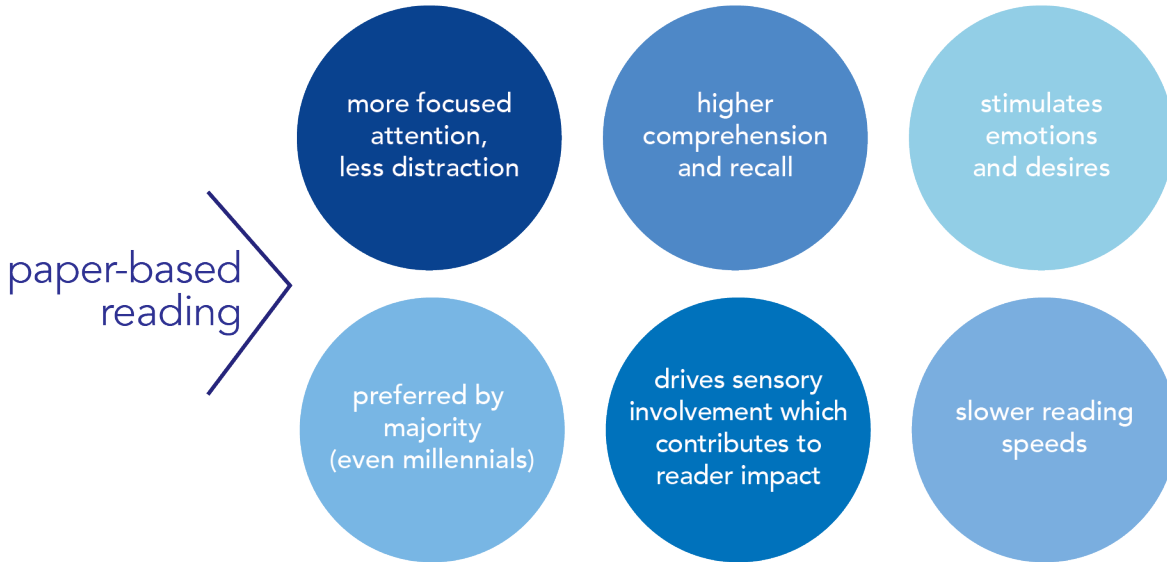 paper-based
reading
more focused
attention,
less distraction
higher
comprehension
and recall
stimulates
emotions
and desires
preferred by
majority
(even millennials)
drives sensory
involvement which
contributes to
reader impact
slower reading
speeds